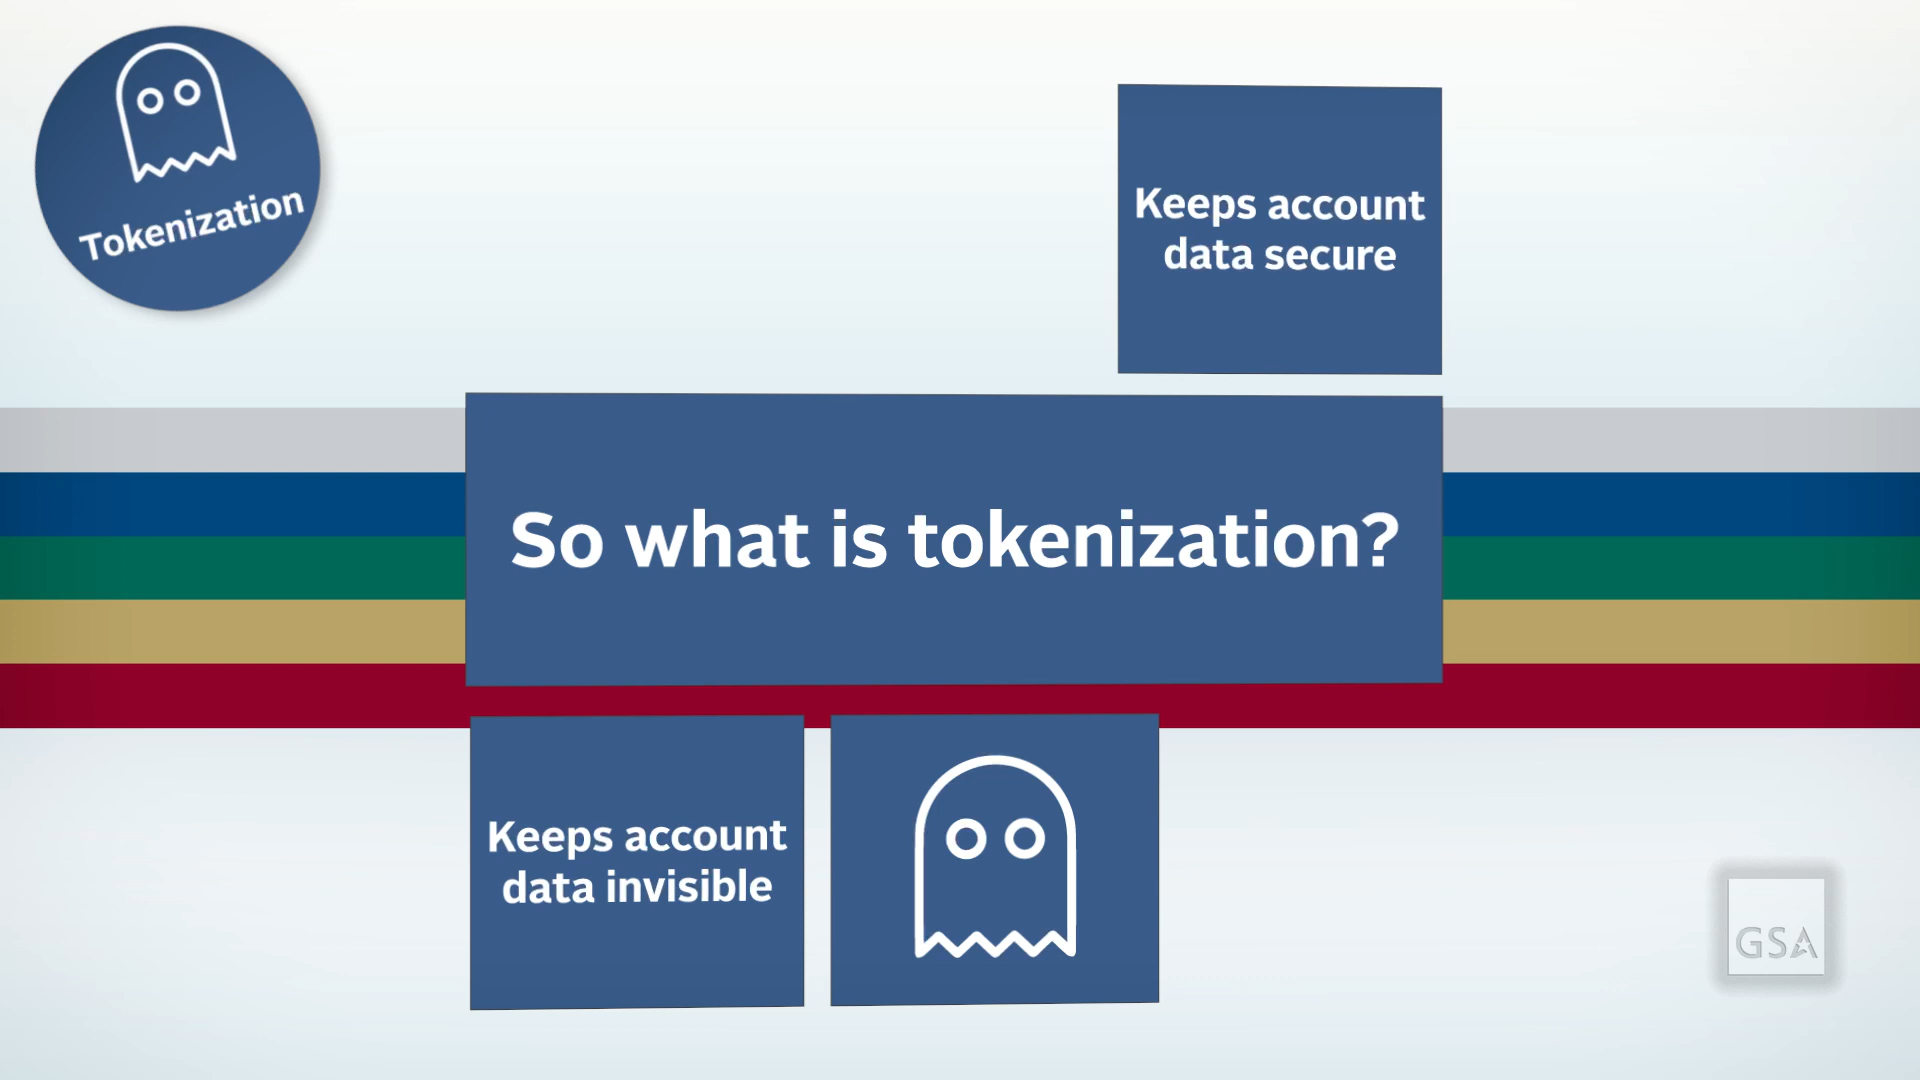 Tokenization
Keeps account
data secure
So what is tokenization?
Keeps account
data invisible
GSA